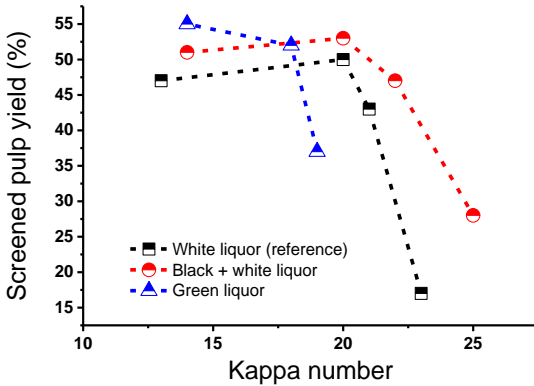 Screened pulp yield (%)
55
50
45
40
35
30
25
20
15
White liquor (reference)
Black + white liquor
Green liquor
10 15 20 25
Kappa number